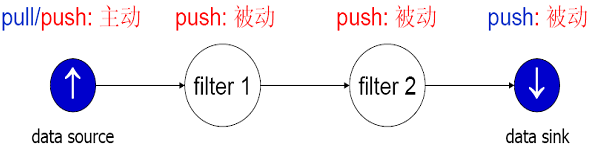 pull/push: 主动 push: 被动 push: 被动 push: 被动
filter 1 filter 2
data source data sink